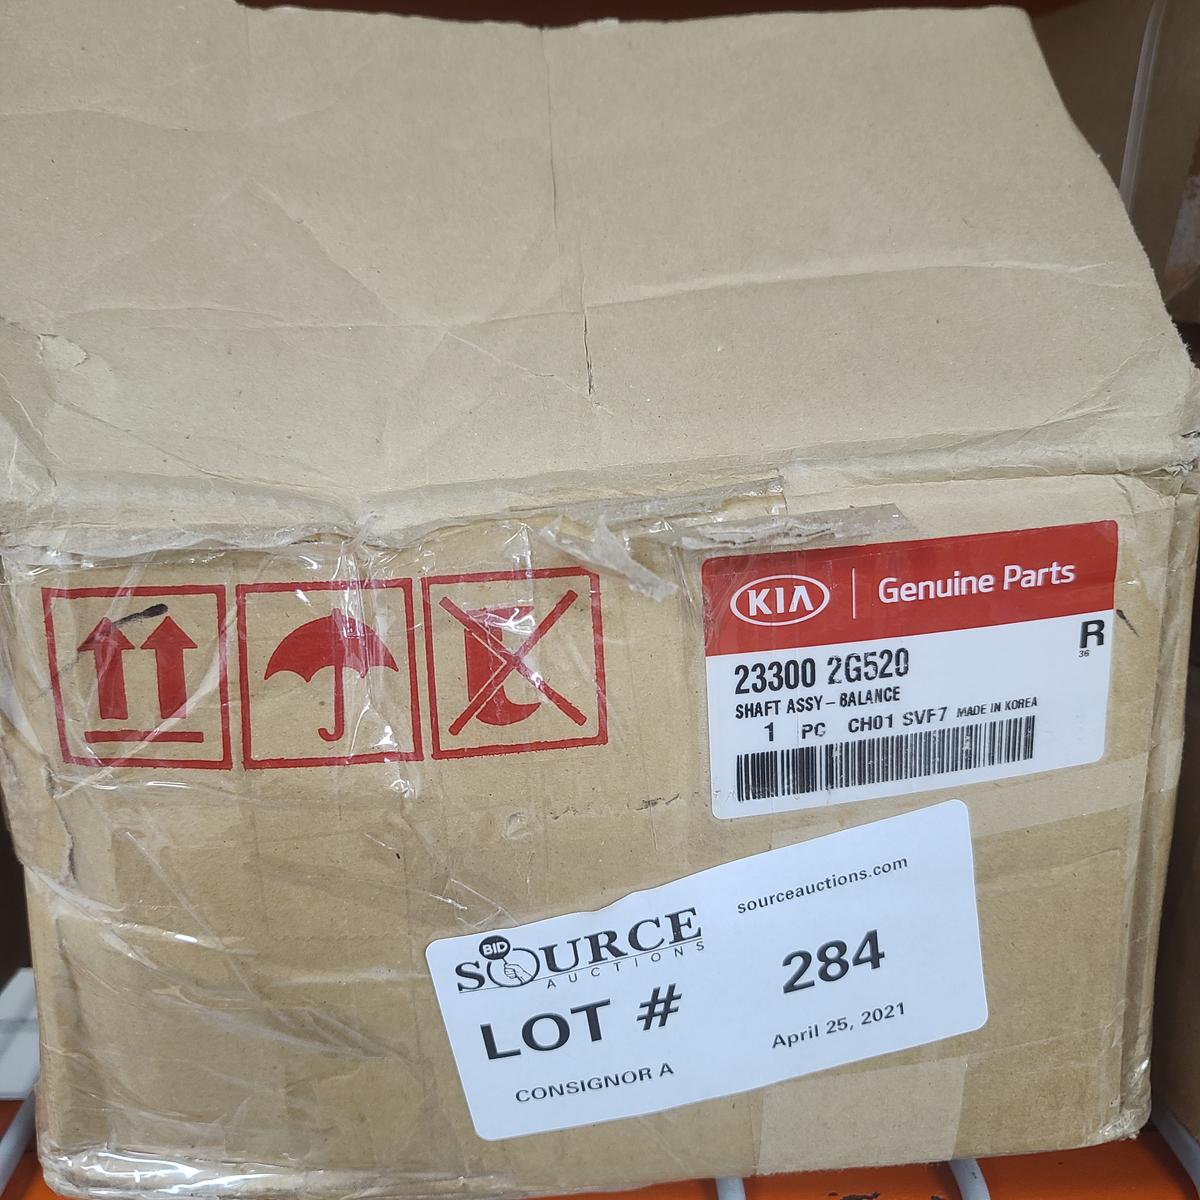 KIA Genuine Parts
R
36
23300 2G520
SHAFT ASSY-BALANCE
1 PC CH01 SVF7 MADE IN KOREA
sourceauctions.com
BID
SOURCE
AUCTIONS
LOT # 284
CONSIGNOR A
April 25, 2021